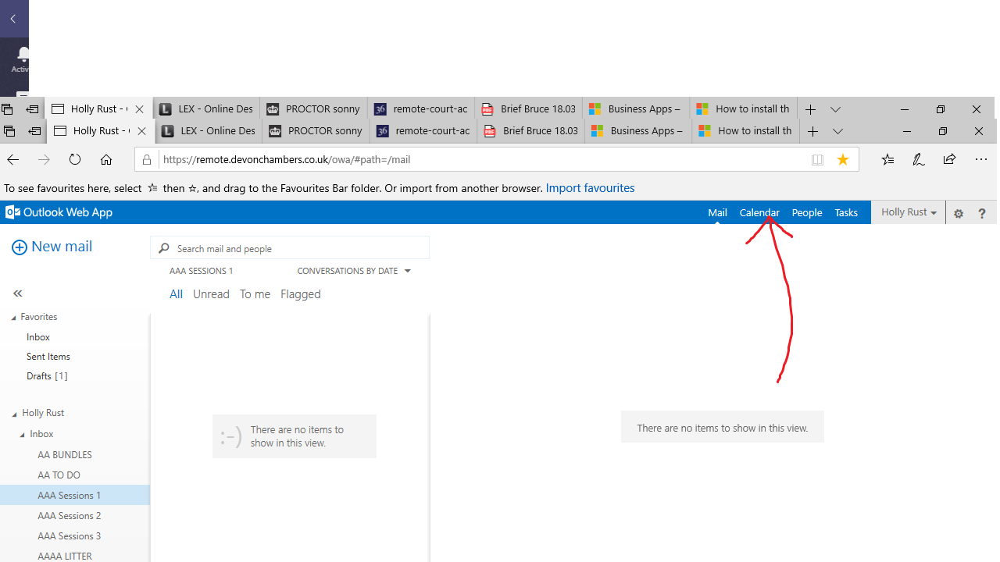 Activ
Holly Rust - ( LEX - Online Des PROCTOR sonny 36 remote-court-ac Brief Bruce 18.03 Business Apps – How to install th
Holly Rust - ( LEX - Online Des PROCTOR sonny 36 remote-court-ac Brief Bruce 18.03 Business Apps – How to install th
https://remote.devonchambers.co.uk/owa/#path=/mail
To see favourites here, select then , and drag to the Favourites Bar folder. Or import from another browser. Import favourites
Outlook Web App Mail Calendar People Tasks Holly Rust ?
New mail
Search mail and people
AAA SESSIONS 1 CONVERSATIONS BY DATE
All Unread To me Flagged
Favorites
Inbox
Sent Items
Drafts [1]
Holly Rust
Inbox
AA BUNDLES
AA TO DO
AAA Sessions 1
AAA Sessions 2
AAA Sessions 3
AAAA LITTER
:-) There are no items to
show in this view.
There are no items to show in this view.